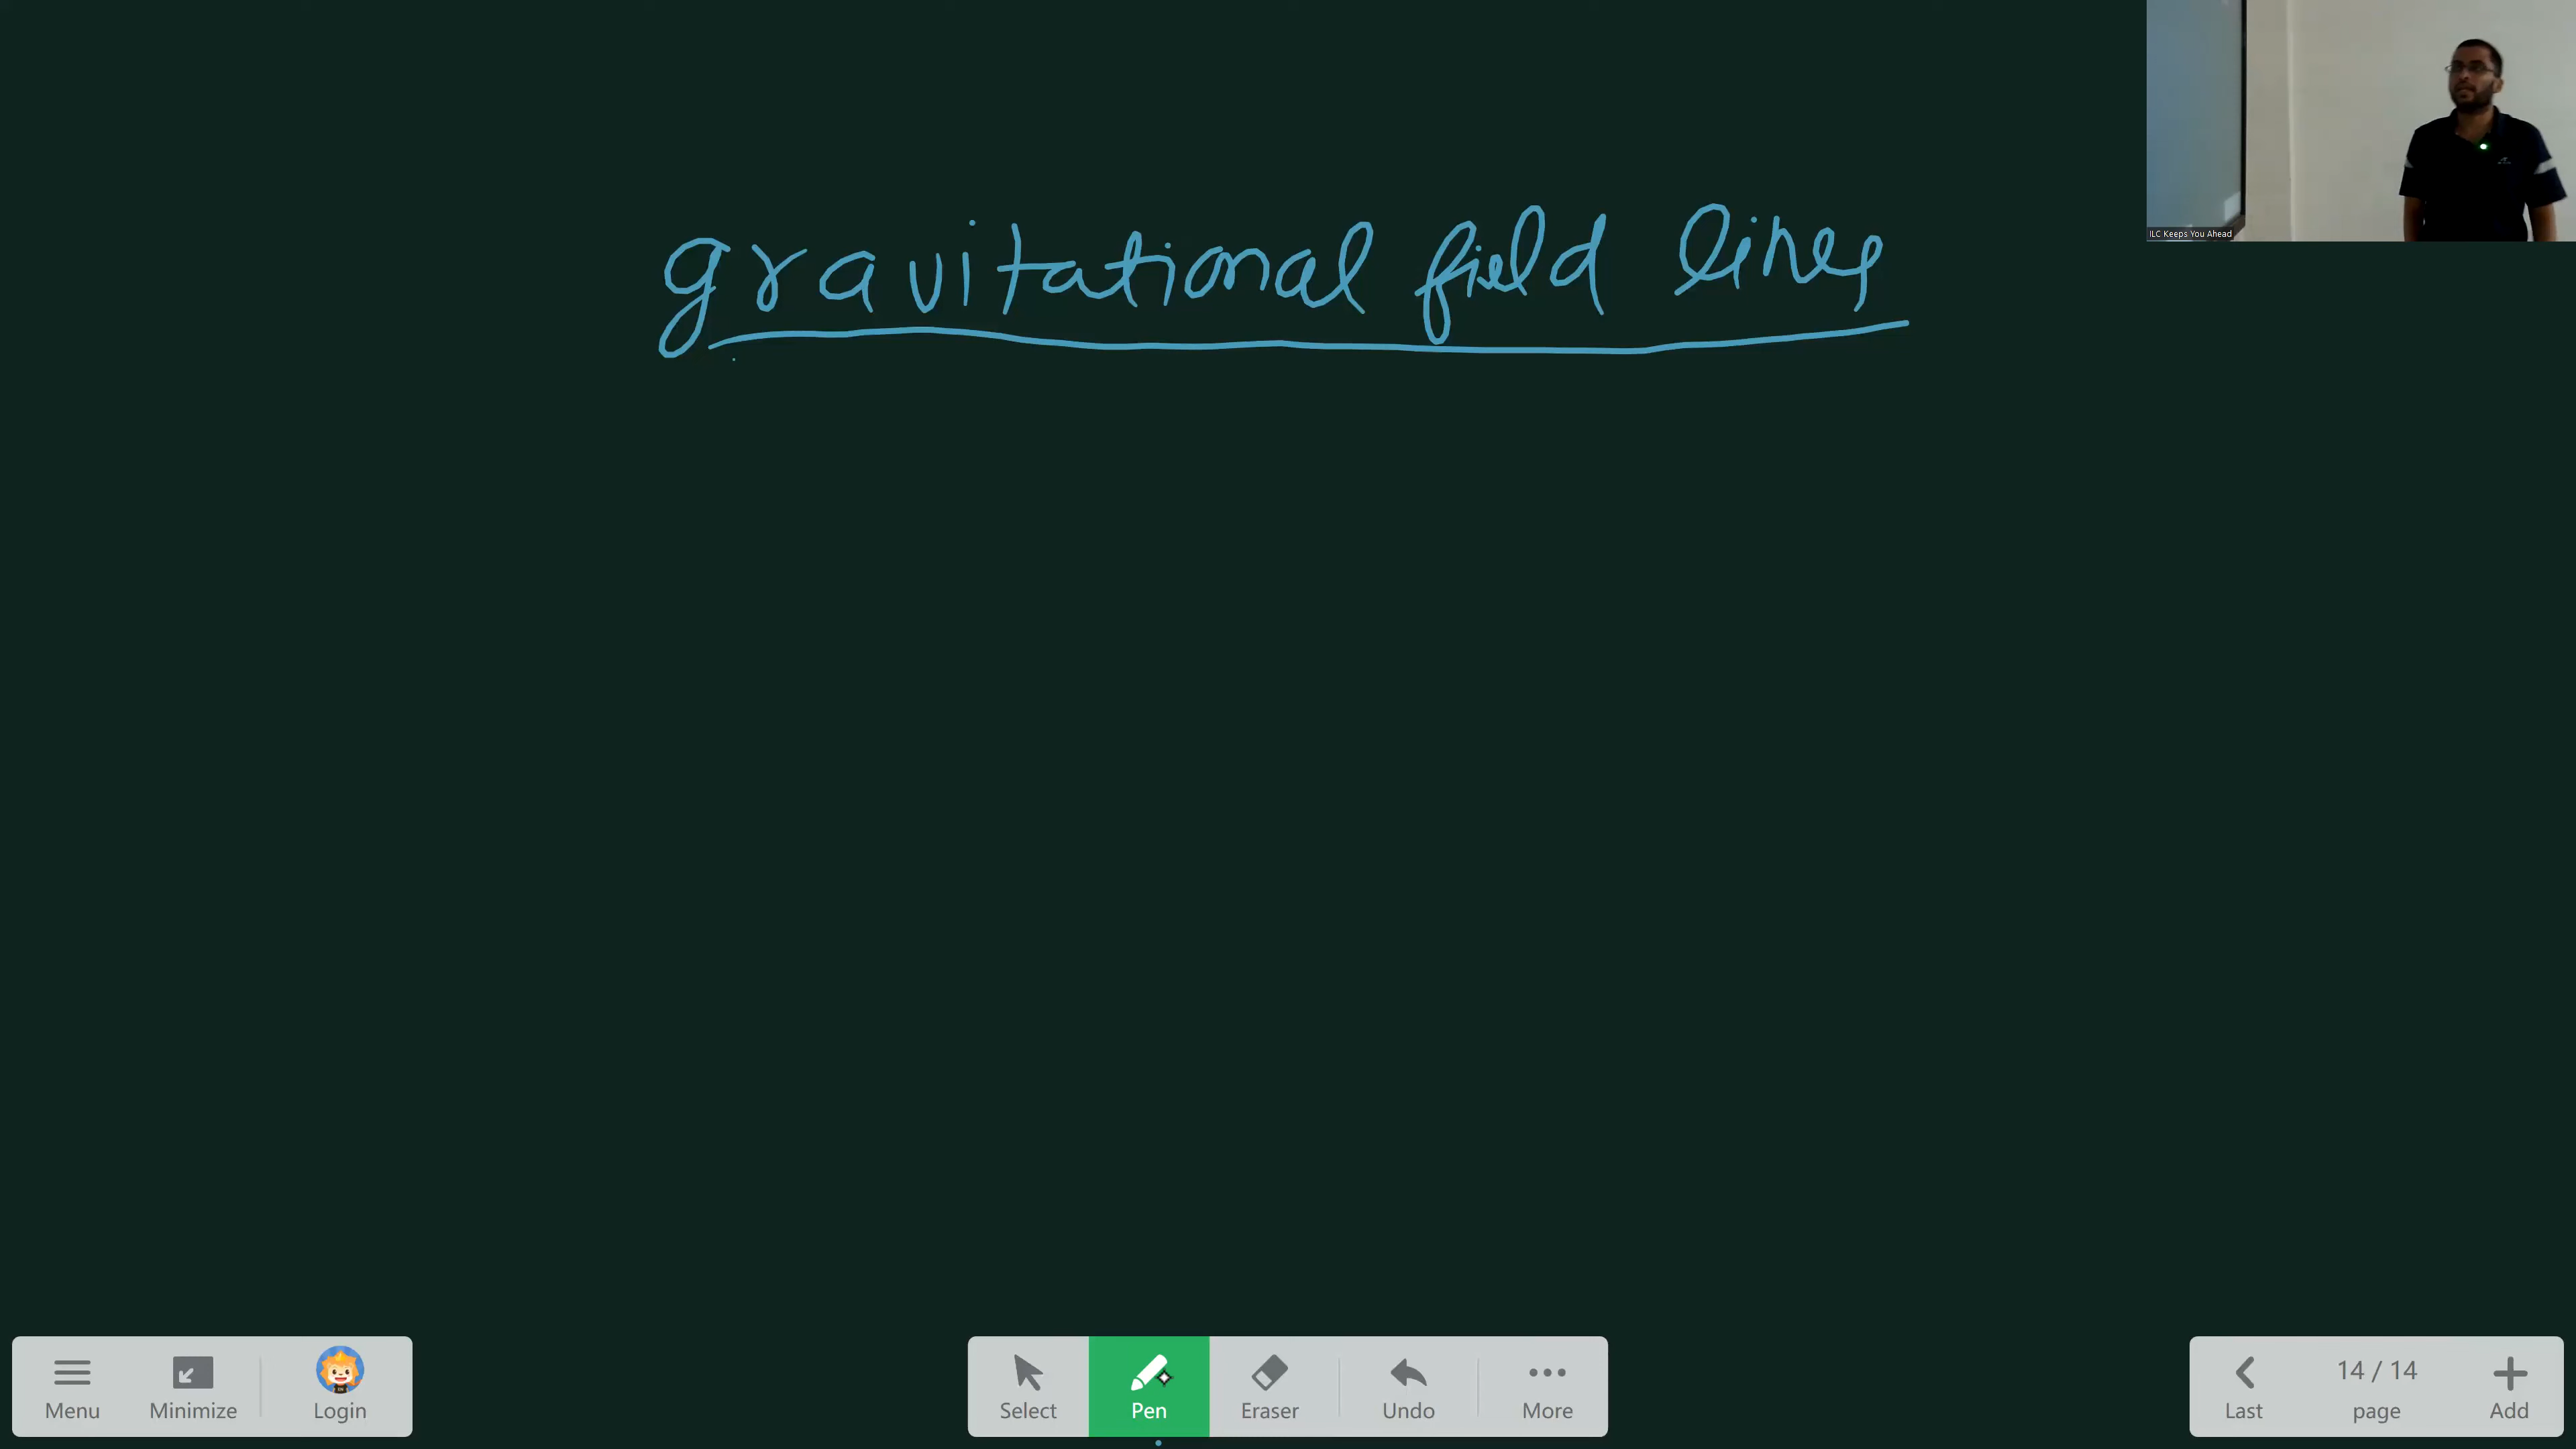 ILC Keeps You Ahead
gravitational field lines
Menu
Minimize
Login
Select
Pen
Eraser
Undo
More
Last
14 / 14
page
Add